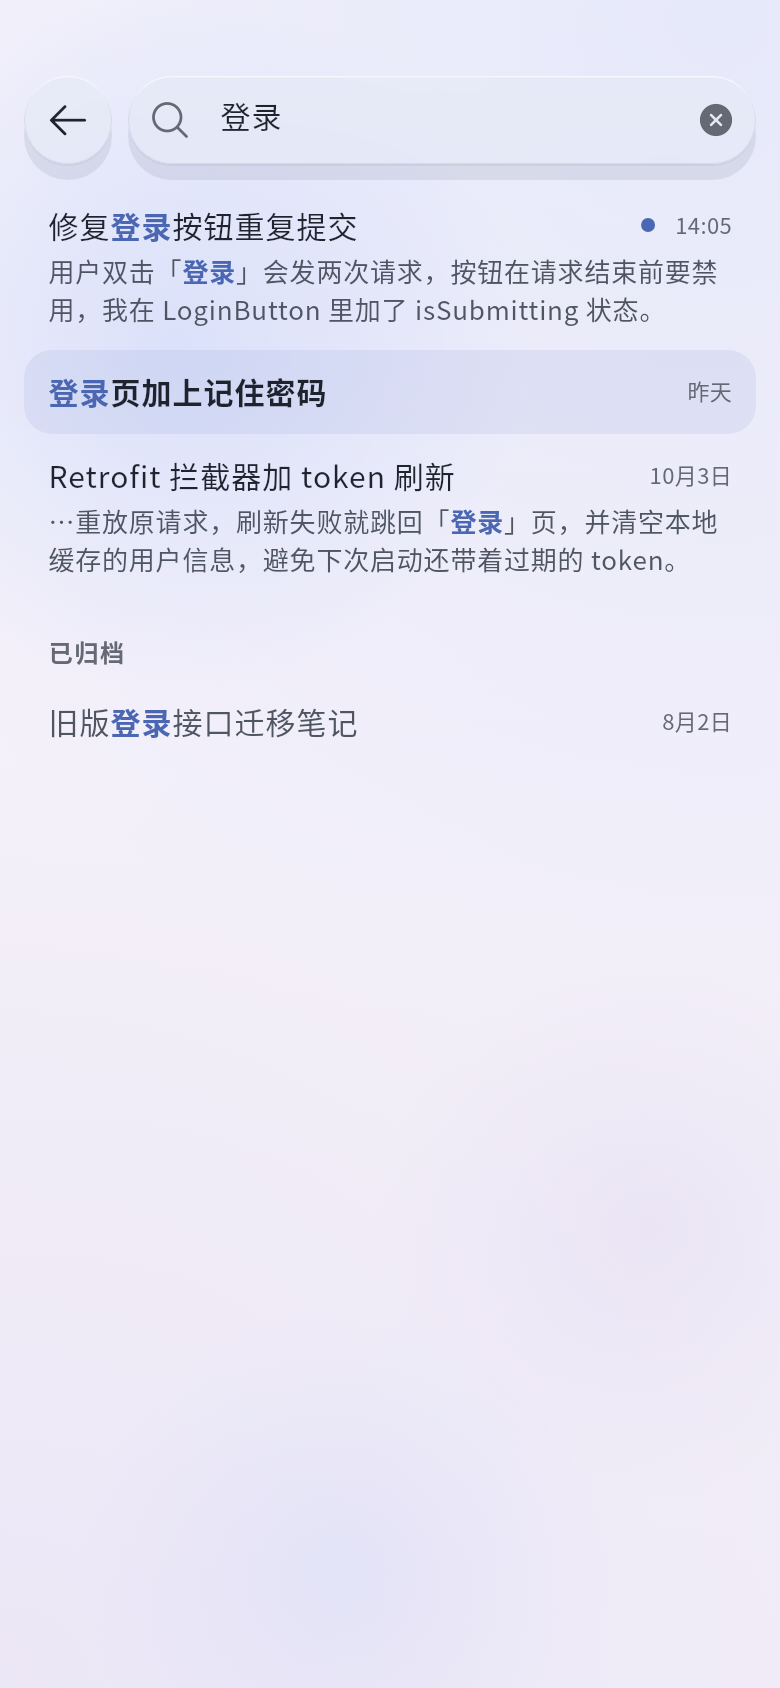 登录
修复登录按钮重复提交 14:05
用户双击「登录」会发两次请求，按钮在请求结束前要禁
用，我在 LoginButton 里加了 isSubmitting 状态。
登录页加上记住密码 昨天
Retrofit 拦截器加 token 刷新 10月3日
…重放原请求，刷新失败就跳回「登录」页，并清空本地
缓存的用户信息，避免下次启动还带着过期的 token。
已归档
旧版登录接口迁移笔记 8月2日